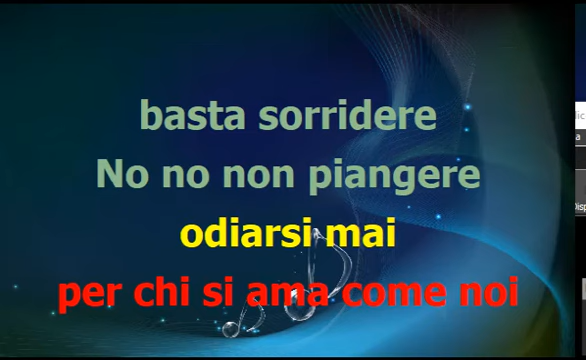 basta sorridere
No no non piangere
odiarsi mai
per chi si ama come noi